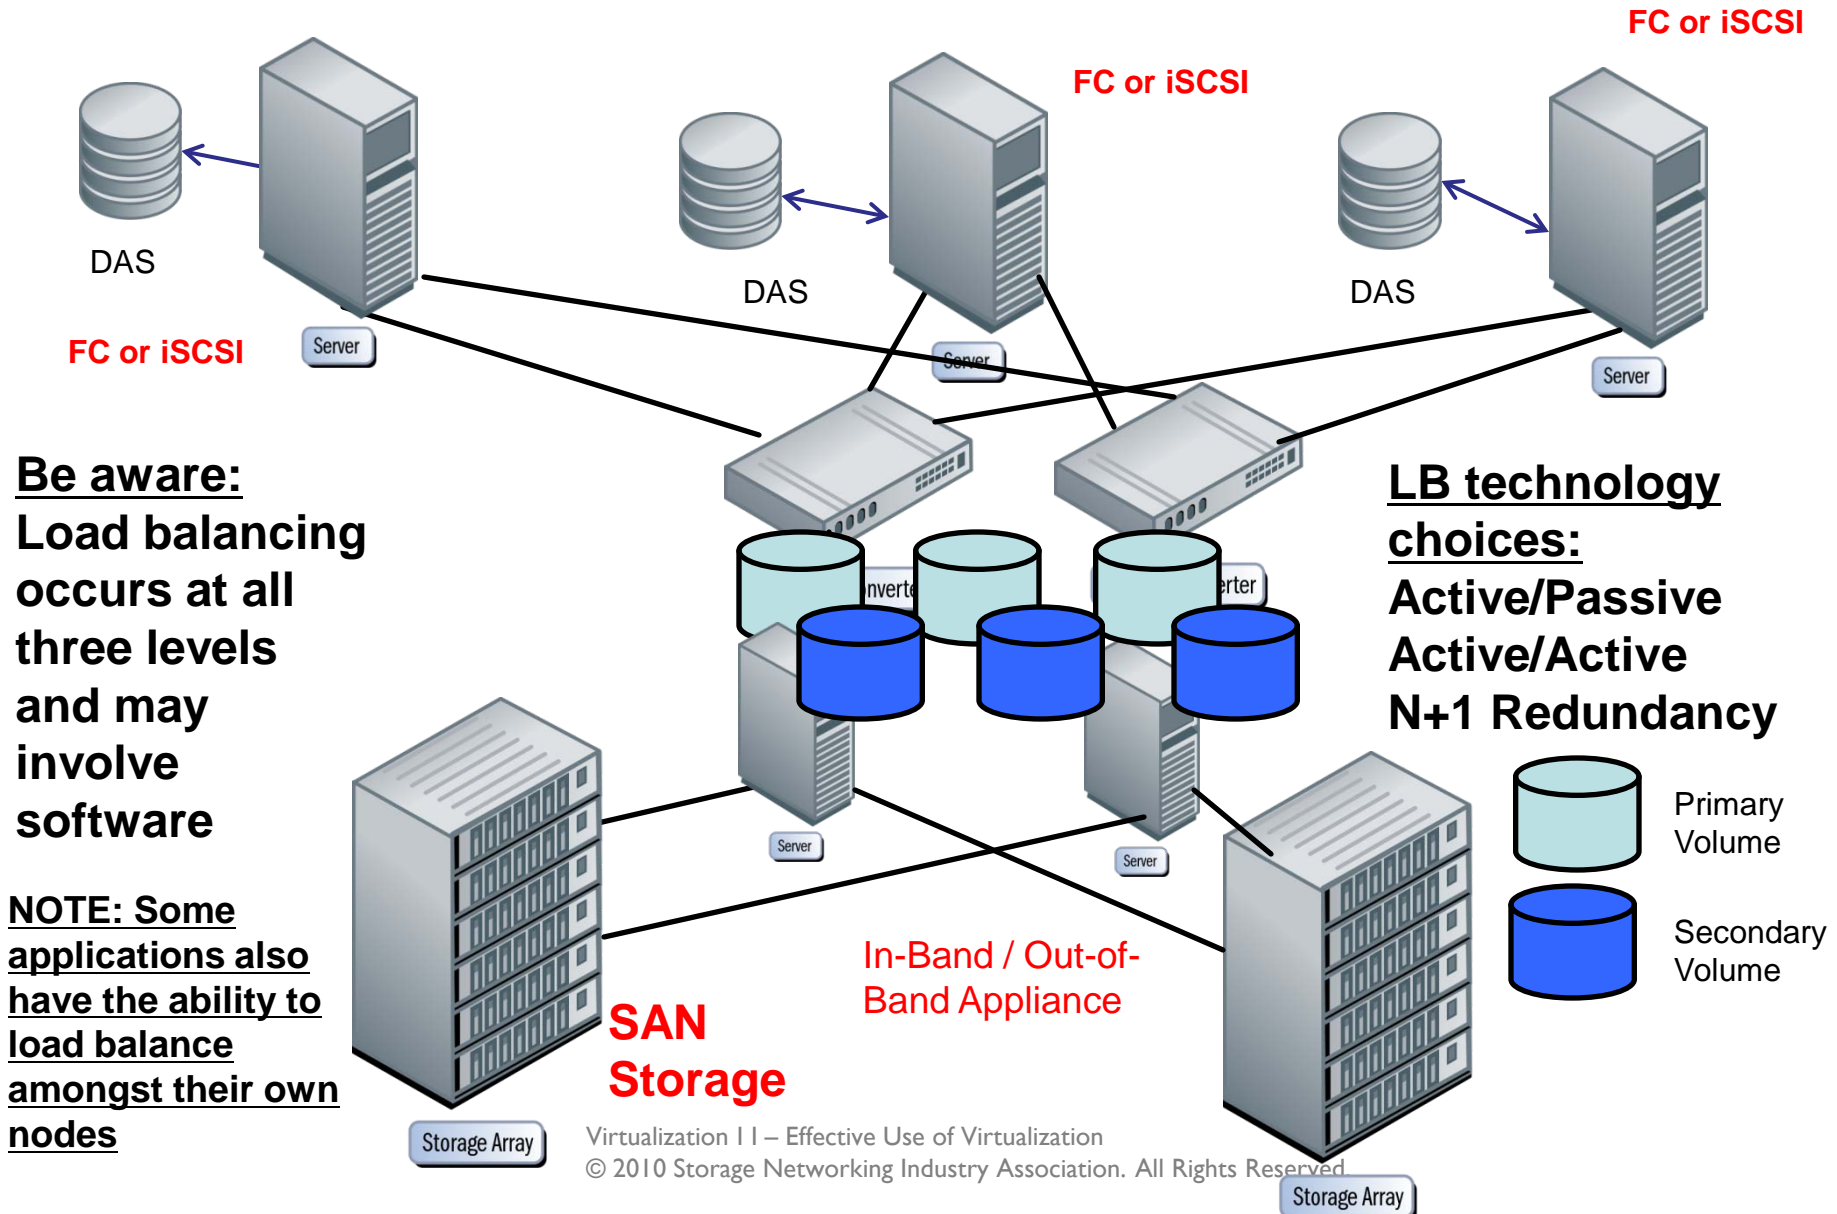 FC or iSCSI
FC or iSCSI
DAS
DAS
DAS
FC or iSCSI
Server
Server
Server
Be aware:
Load balancing
occurs at all
three levels
and may
involve
software
LB technology
choices:
Active/Passive
Active/Active
N+1 Redundancy
Primary
Volume
Secondary
Volume
Server
Server
NOTE: Some
applications also
have the ability to
load balance
amongst their own
nodes
In-Band / Out-of-
Band Appliance
SAN
Storage
Storage Array
Virtualization II – Effective Use of Virtualization
© 2010 Storage Networking Industry Association. All Rights Reserved.
Storage Array